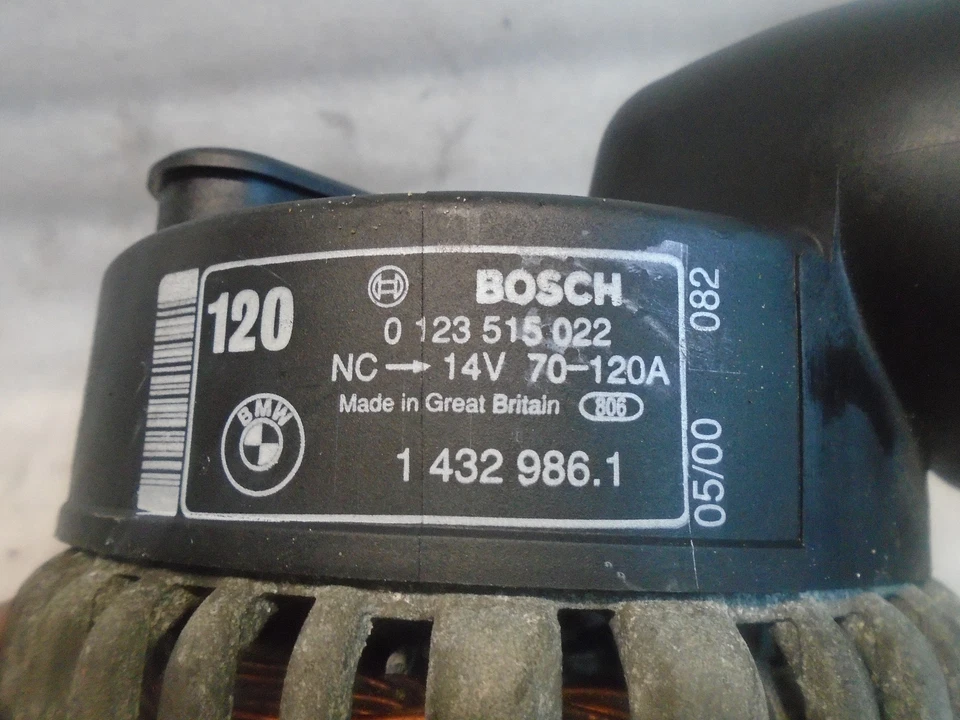 120
BOSCH
0 123 515 022
NC → 14V 70-120A
Made in Great Britain 806
BMW
1 432 986.1
05/00 082